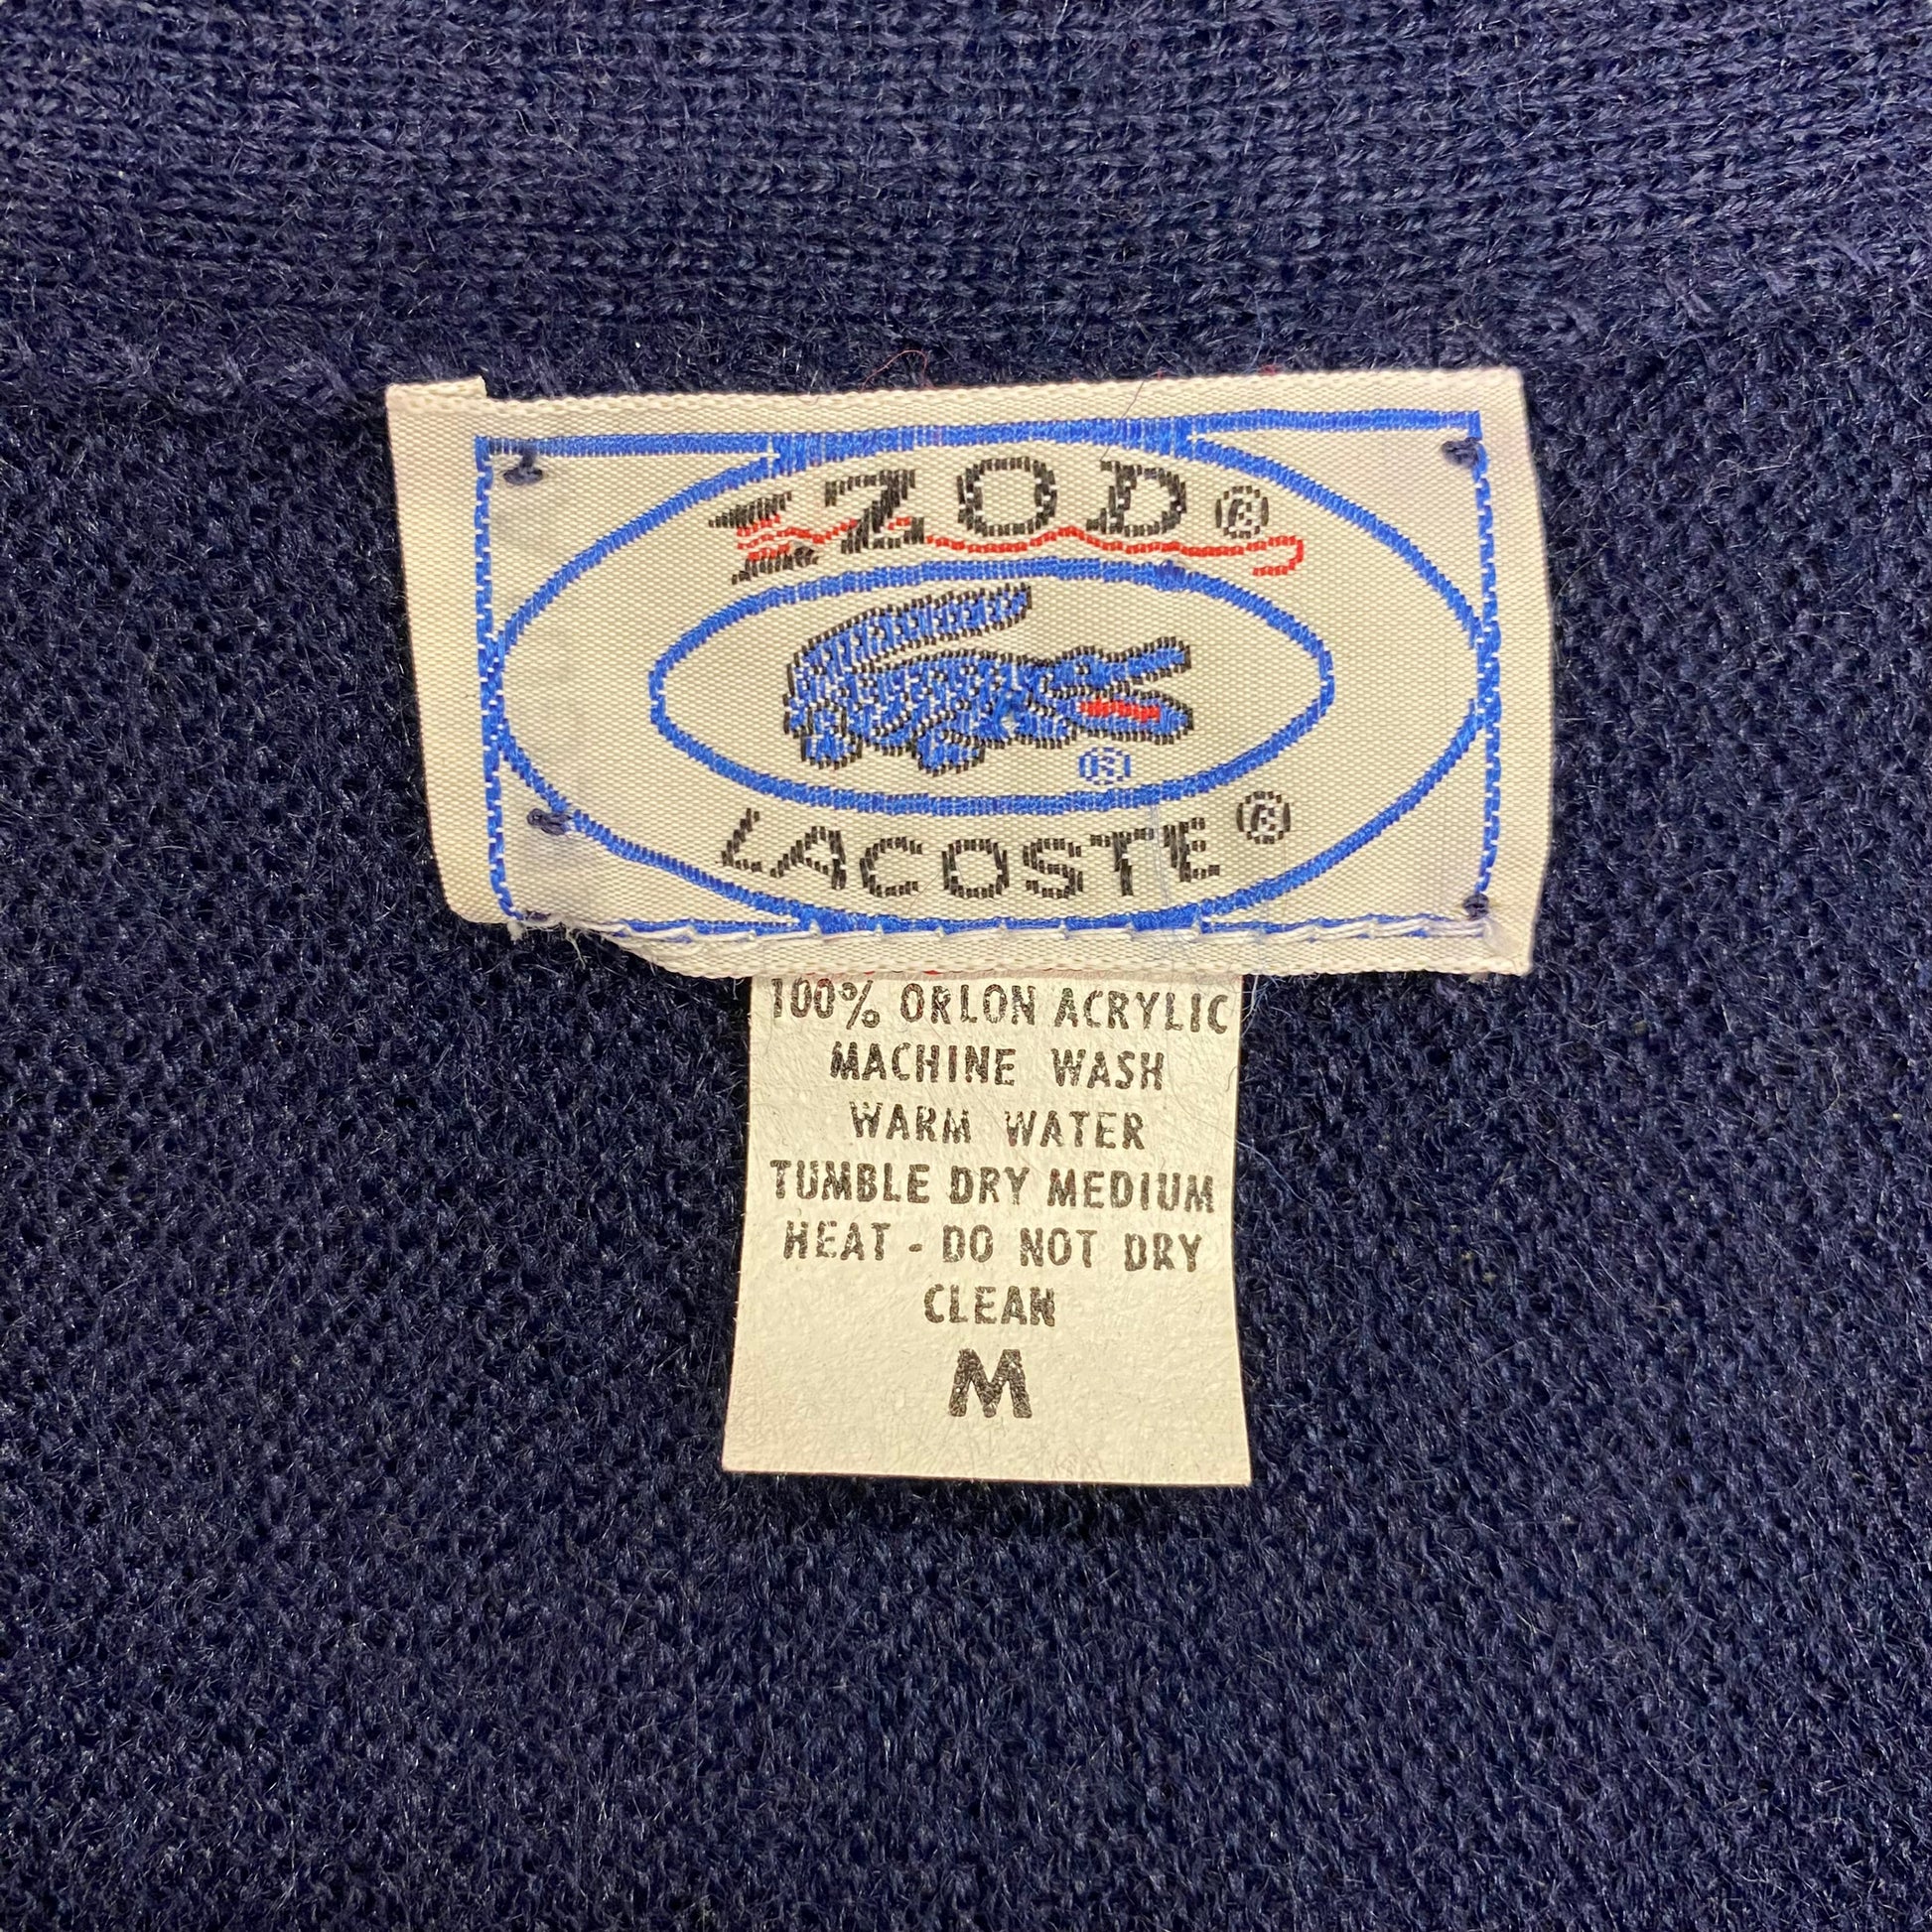 IZOD®
®
LACOSTE®
100% ORLON ACRYLIC
MACHINE WASH
WARM WATER
TUMBLE DRY MEDIUM
HEAT - DO NOT DRY
CLEAN
M